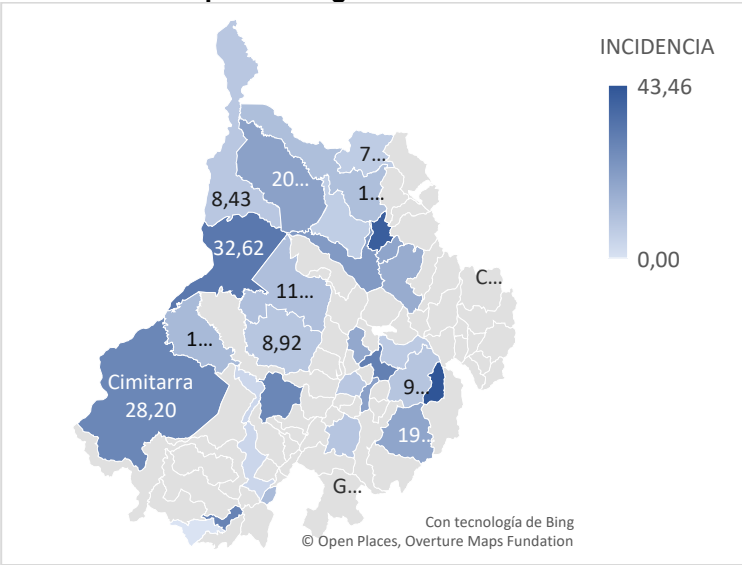 INCIDENCIA
43,46
0,00
7...
20...
1...
8,43
32,62
C...
11...
1...
8,92
Cimitarra
28,20
9...
19...
G...
Con tecnología de Bing
© Open Places, Overture Maps Foundation